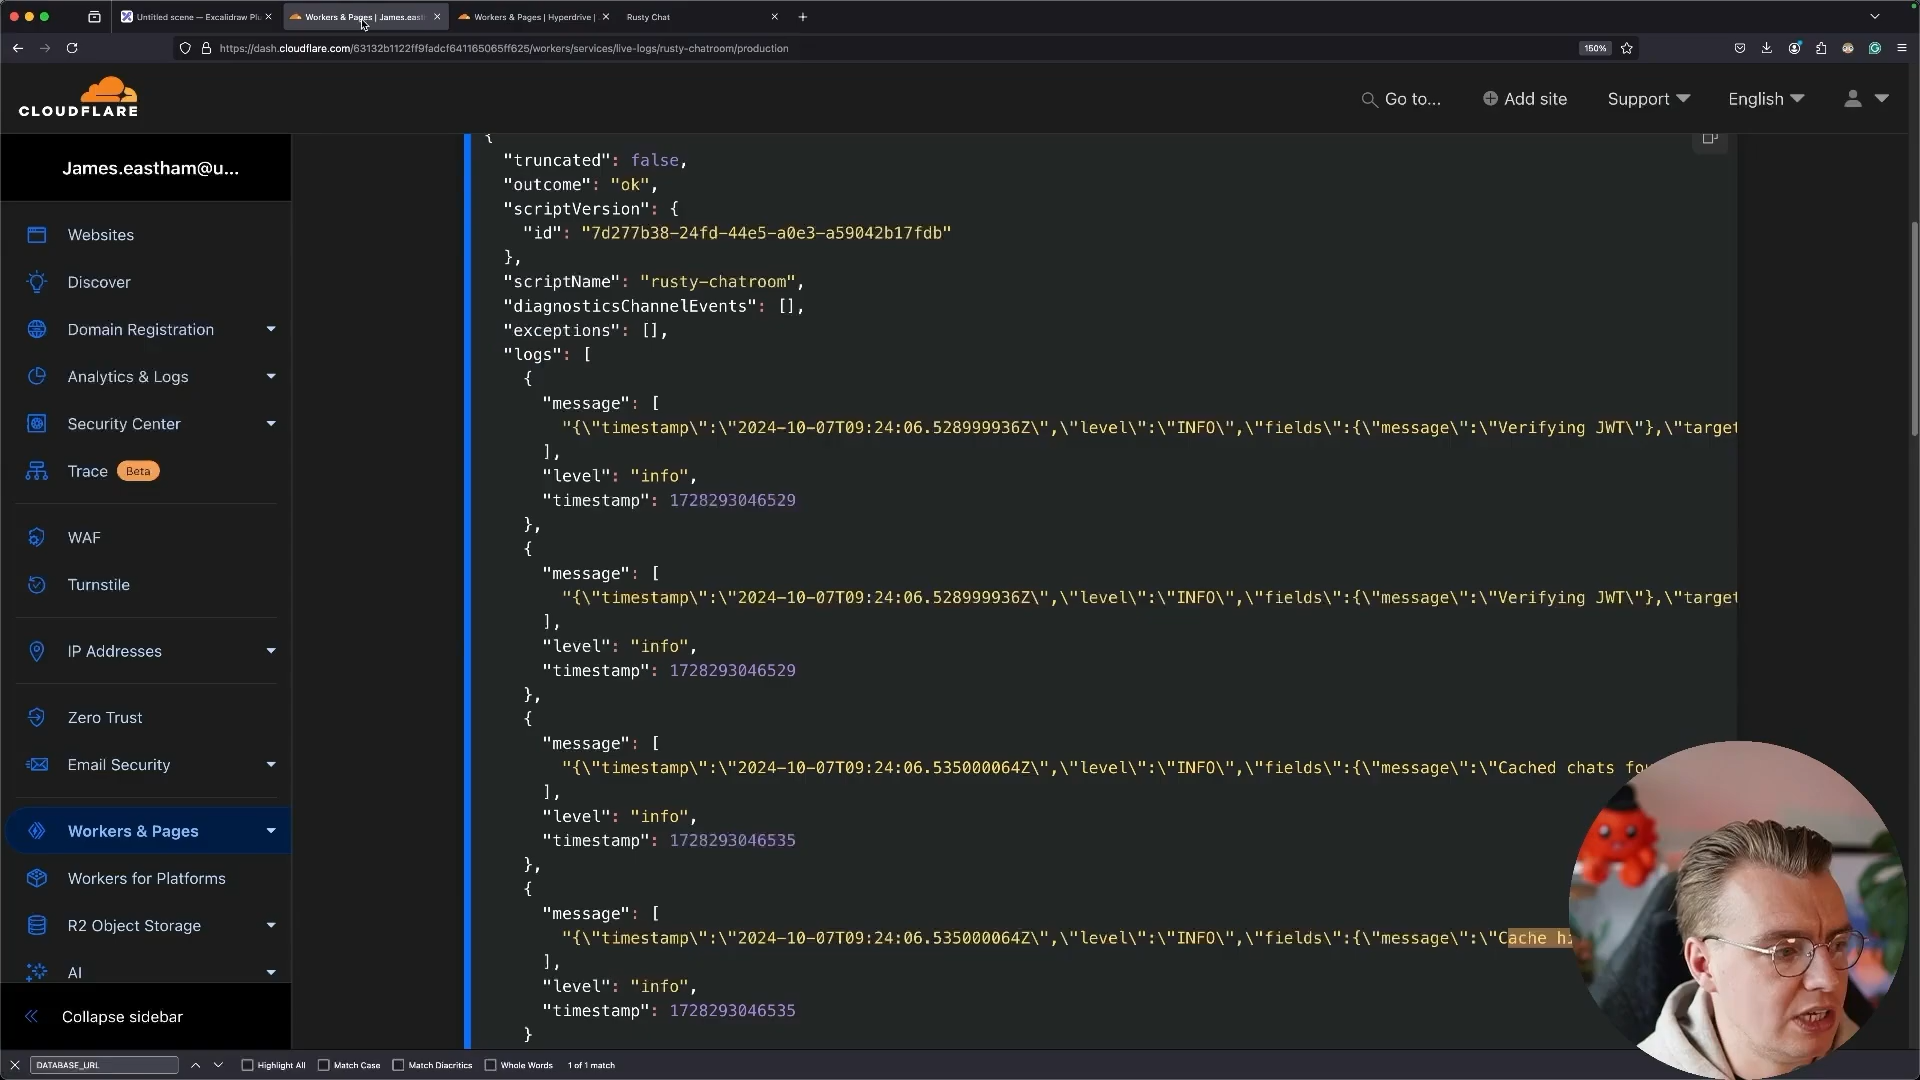 Untitled scene — Excalidraw Plu
Workers & Pages | James.east
Workers & Pages | Hyperdrive |
Rusty Chat
https://dash.cloudflare.com/63132b1122ff9fadcf641165065ff625/workers/services/live-logs/rusty-chatroom/production
150%
CLOUDFLARE
Go to...
Add site
Support
English
James.eastham@u...
Websites
Discover
Domain Registration
Analytics & Logs
Security Center
Trace Beta
WAF
Turnstile
IP Addresses
Zero Trust
Email Security
Workers & Pages
Workers for Platforms
R2 Object Storage
AI
Collapse sidebar
{
"truncated": false,
"outcome": "ok",
"scriptVersion": {
"id": "7d277b38-24fd-44e5-a0e3-a59042b17fdb"
},
"scriptName": "rusty-chatroom",
"diagnosticsChannelEvents": [],
"exceptions": [],
"logs": [
{
"message": [
"{\"timestamp\":\"2024-10-07T09:24:06.528999936Z\",\"level\":\"INFO\",\"fields\":{\"message\":\"Verifying JWT\"},\"target
],
"level": "info",
"timestamp": 1728293046529
},
{
"message": [
"{\"timestamp\":\"2024-10-07T09:24:06.528999936Z\",\"level\":\"INFO\",\"fields\":{\"message\":\"Verifying JWT\"},\"target
],
"level": "info",
"timestamp": 1728293046529
},
{
"message": [
"{\"timestamp\":\"2024-10-07T09:24:06.535000064Z\",\"level\":\"INFO\",\"fields\":{\"message\":\"Cached chats fo
],
"level": "info",
"timestamp": 1728293046535
},
{
"message": [
"{\"timestamp\":\"2024-10-07T09:24:06.535000064Z\",\"level\":\"INFO\",\"fields\":{\"message\":\"Cache hi
],
"level": "info",
"timestamp": 1728293046535
}
DATABASE_URL
Highlight All
Match Case
Match Diacritics
Whole Words
1 of 1 match